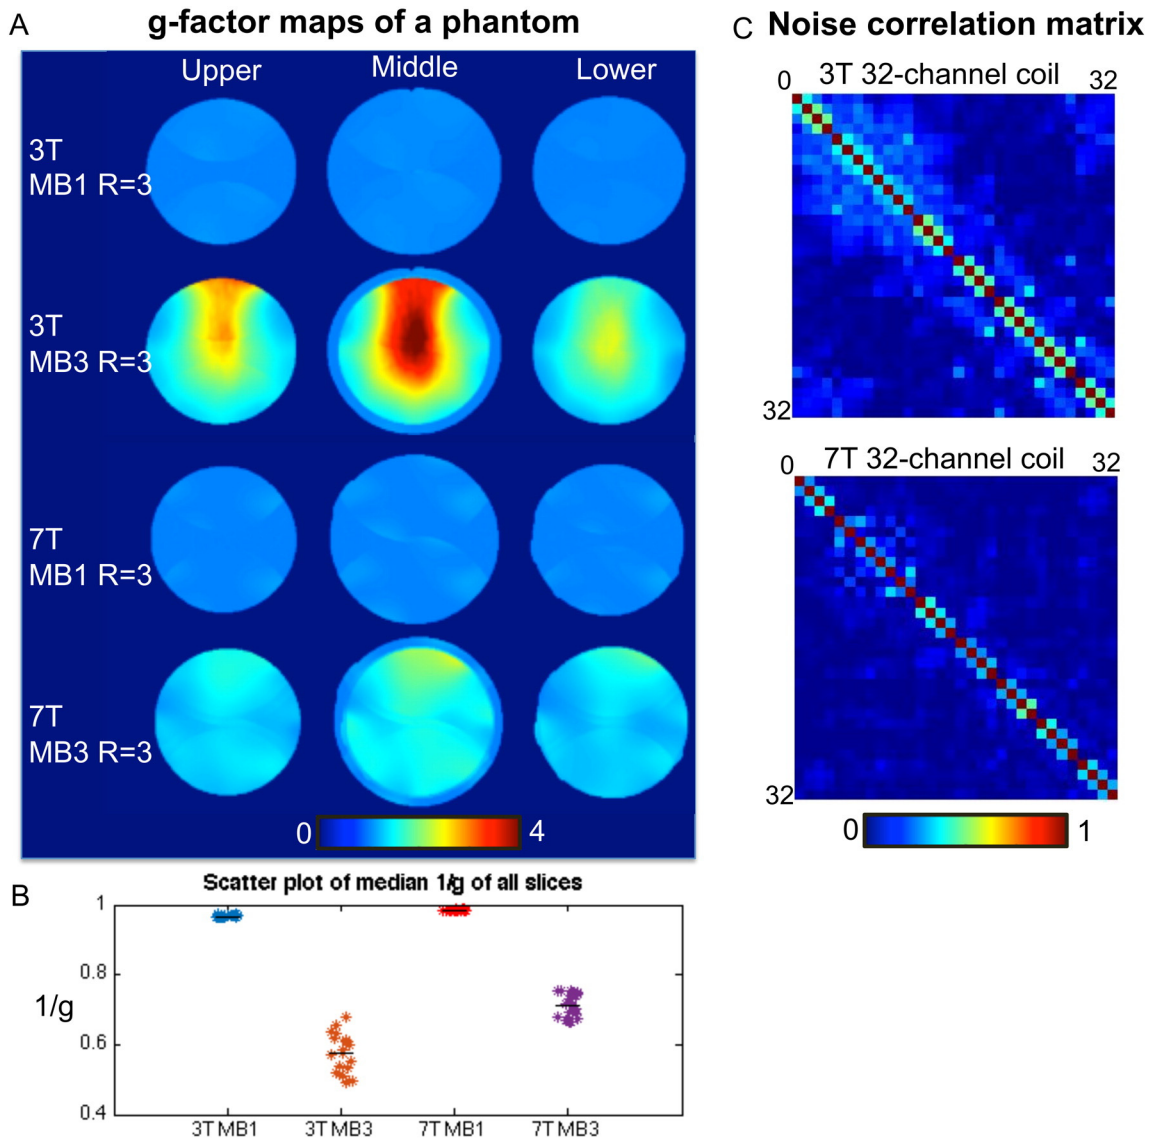 A
g-factor maps of a phantom
Upper
Middle
Lower
3T
MB1 R=3
3T
MB3 R=3
7T
MB1 R=3
7T
MB3 R=3
0
4
B
Scatter plot of median 1/g of all slices
1
0.8
0.6
0.4
1/g
3T MB1
3T MB3
7T MB1
7T MB3
C
Noise correlation matrix
0
3T 32-channel coil
32
32
0
7T 32-channel coil
32
32
0
1